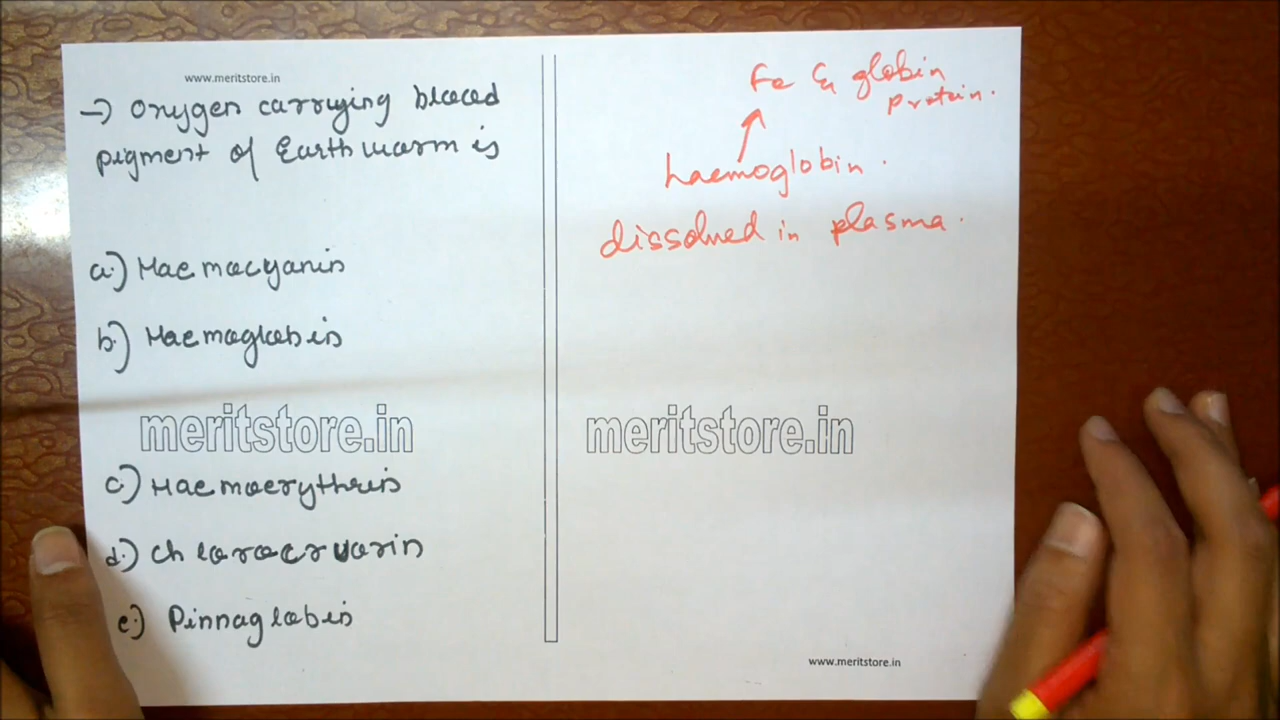 www.meritstore.in
→ Oxygen carrying blood
pigment of Earthworm is
a.) Haemocyanin
b.) Haemoglobin
meritstore.in
c.) Haemoerythrin
d.) Chlorocruorin
e.) Pinnaglobin
Fe & globin
protein.
haemoglobin.
dissolved in plasma.
meritstore.in
www.meritstore.in